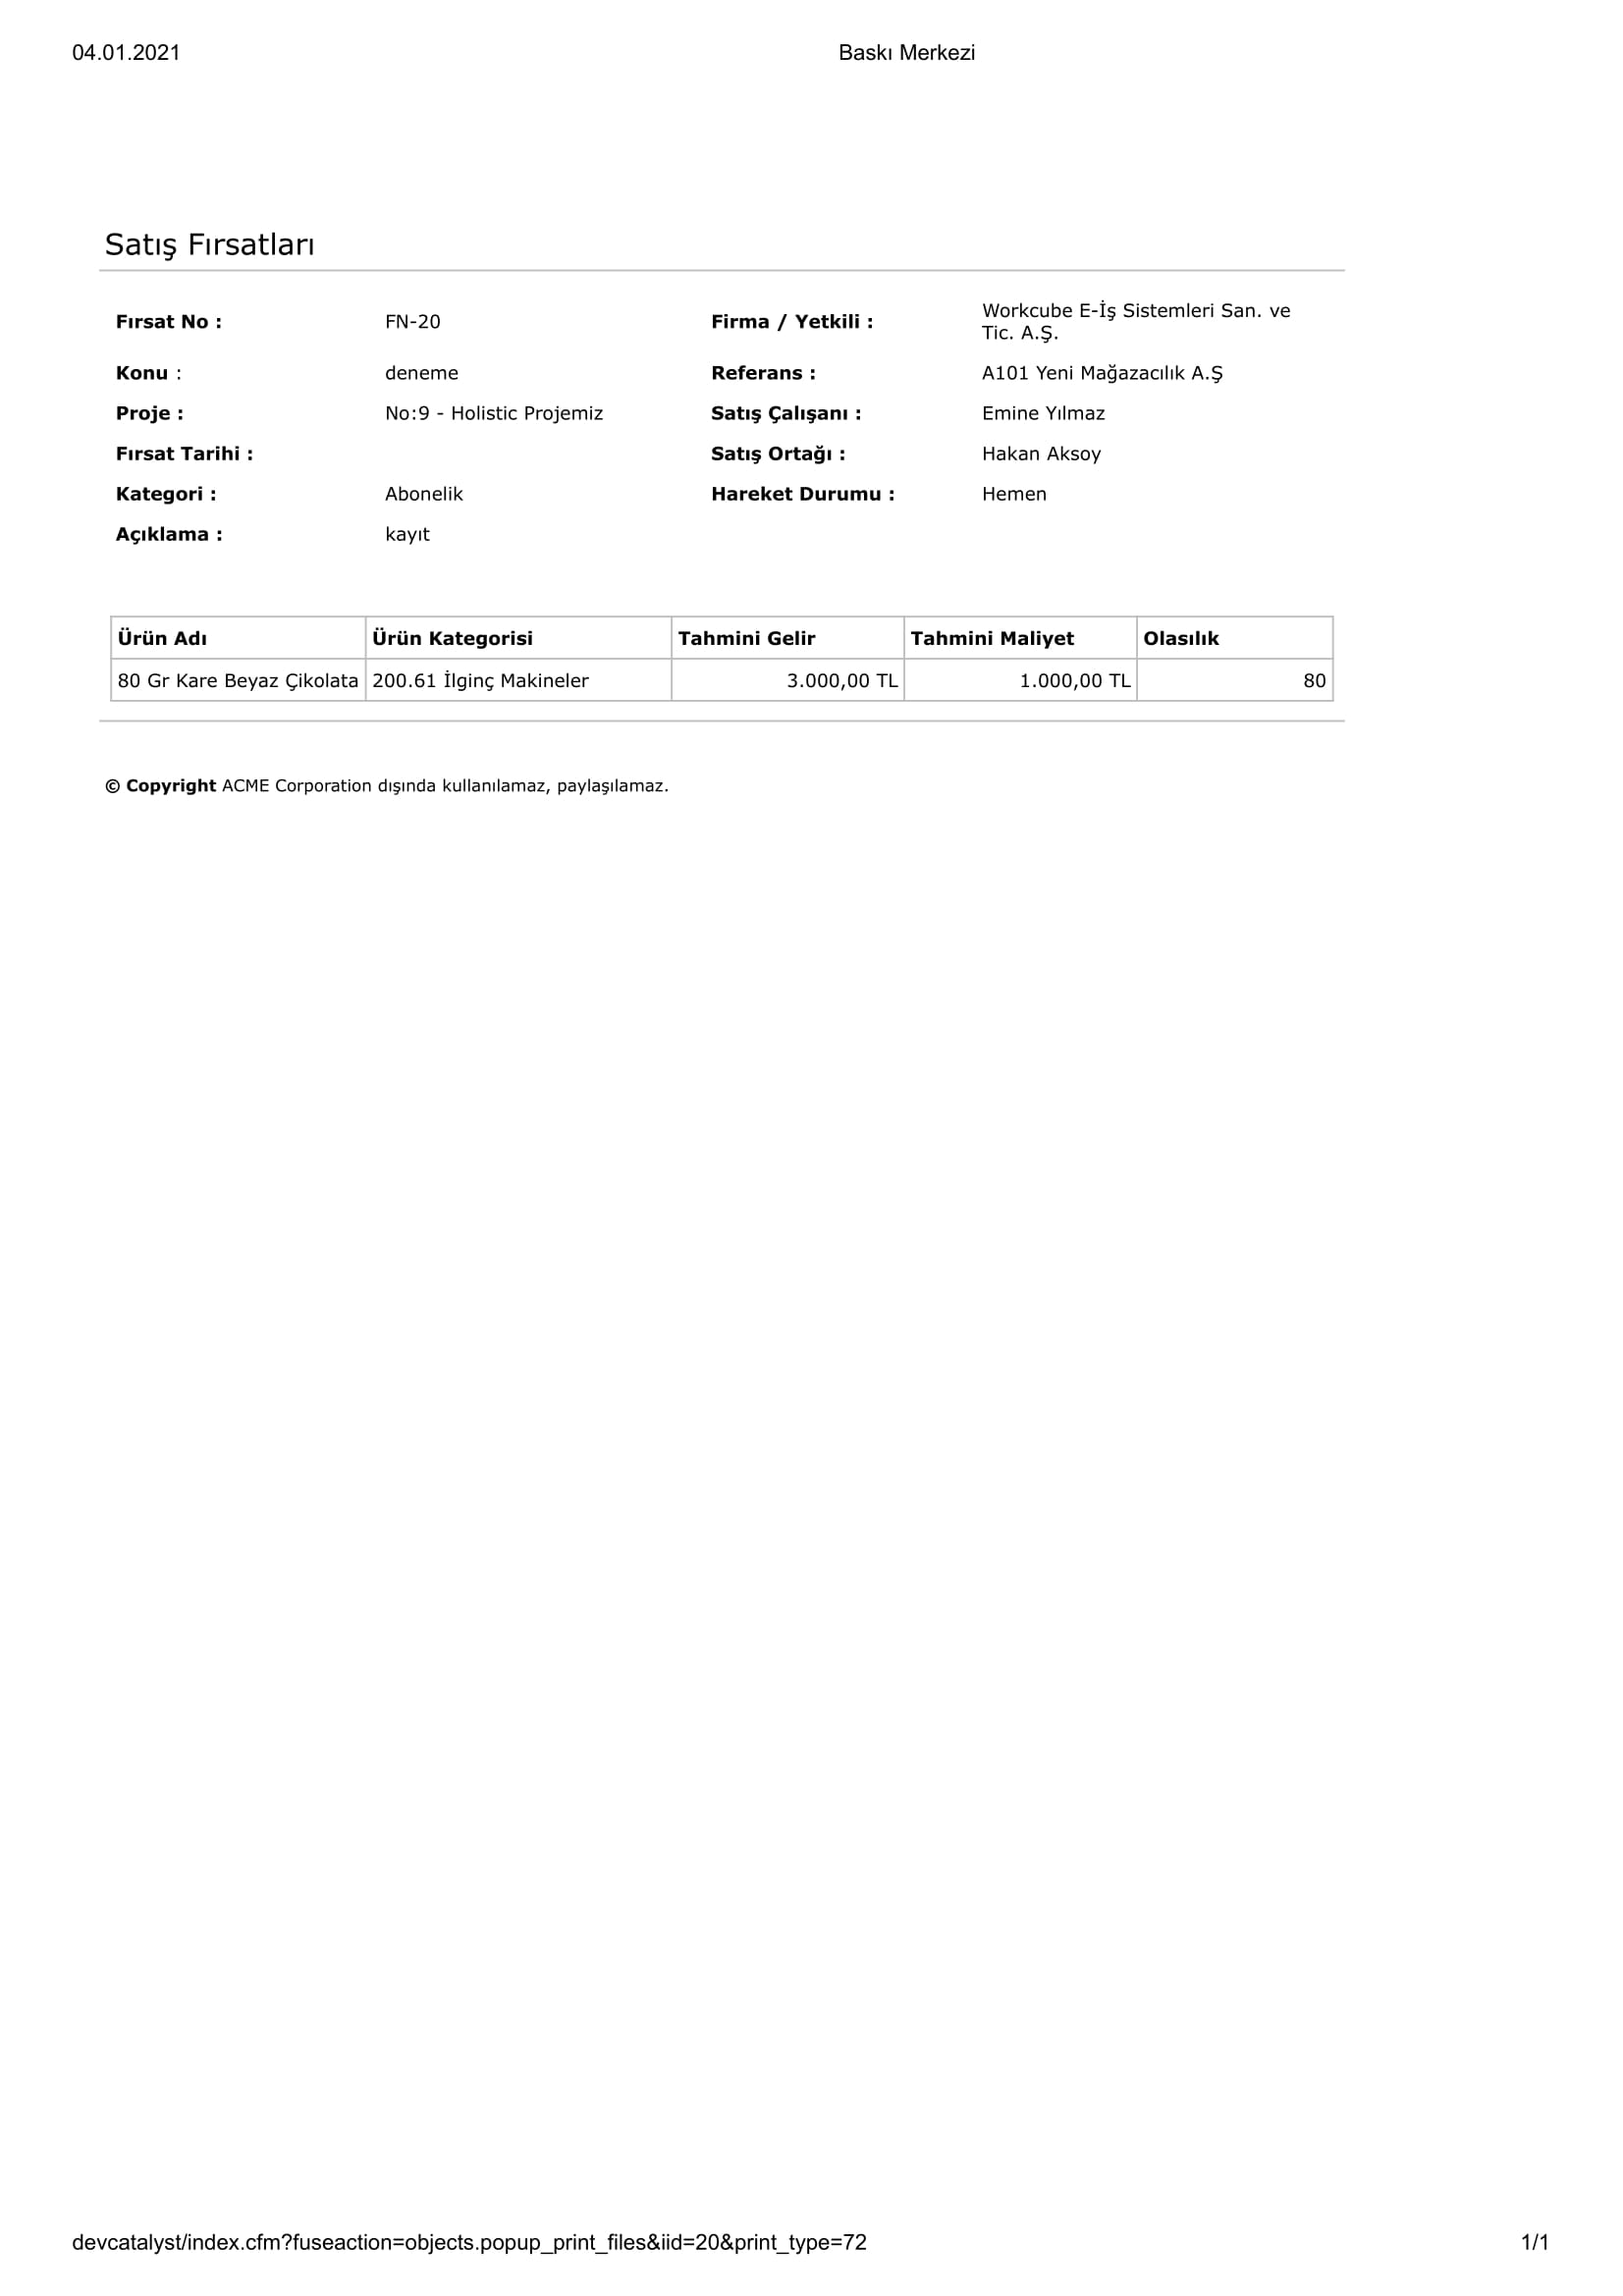 04.01.2021 Baskı Merkezi
Satış Fırsatları
Fırsat No : FN-20 Firma / Yetkili : Workcube E-İş Sistemleri San. ve
Tic. A.Ş.
Konu : deneme Referans : A101 Yeni Mağazacılık A.Ş
Proje : No:9 - Holistic Projemiz Satış Çalışanı : Emine Yılmaz
Fırsat Tarihi : Satış Ortağı : Hakan Aksoy
Kategori : Abonelik Hareket Durumu : Hemen
Açıklama : kayıt
Ürün Adı Ürün Kategorisi Tahmini Gelir Tahmini Maliyet Olasılık
80 Gr Kare Beyaz Çikolata 200.61 İlginç Makineler 3.000,00 TL 1.000,00 TL 80
© Copyright ACME Corporation dışında kullanılamaz, paylaşılamaz.
devcatalyst/index.cfm?fuseaction=objects.popup_print_files&iid=20&print_type=72 1/1